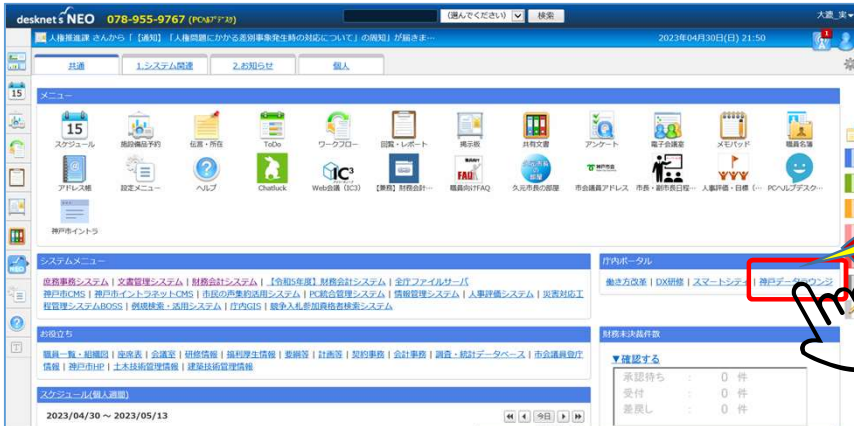 desknet's NEO 078-955-9767 (PCﾍﾙﾌﾟﾃﾞｽｸ) (選んでください) 検索 大蔵_実
人権推進課 さんから「【通知】「人権問題にかかる差別事象発生時の対応について」の周知」が届きま… 2023年04月30日(日) 21:50 1
共通 1.システム関連 2.お知らせ 個人
15
メニュー
15
スケジュール 施設備品予約 伝言・所在 ToDo ワークフロー 回覧・レポート 掲示板 共有文書 アンケート 電子会議室 メモパッド 職員名簿
IC³ FAQ 久元市長の部屋 神戸市会
アドレス帳 設定メニュー ヘルプ Chatluck Web会議 (IC3) 【兼務】財務会計… 職員向けFAQ 久元市長の部屋 市会議員アドレス 市長・副市長日程… 人事評価・目標 (… PCヘルプデスク…
神戸市イントラ
システムメニュー
庶務事務システム | 文書管理システム | 財務会計システム | 【令和5年度】財務会計システム | 全庁ファイルサーバ
神戸市CMS | 神戸市イントラネットCMS | 市民の声集約活用システム | PC統合管理システム | 情報管理システム | 人事評価システム | 災害対応工
程管理システムBOSS | 例規検索・活用システム | 庁内GIS | 競争入札参加資格者検索システム
庁内ポータル
働き方改革 | DX研修 | スマートシティ | 神戸データラウンジ
お役立ち
職員一覧・組織図 | 座席表 | 会議室 | 研修情報 | 福利厚生情報 | 要綱等 | 計画等 | 契約事務 | 会計事務 | 調査・統計データベース | 市会議員登庁
情報 | 神戸市HP | 土木技術管理情報 | 建築技術管理情報
財務未決裁件数
▼確認する
承認待ち : 0 件
受付 : 0 件
差戻し : 0 件
スケジュール(個人週間)
2023/04/30 ～ 2023/05/13 今日